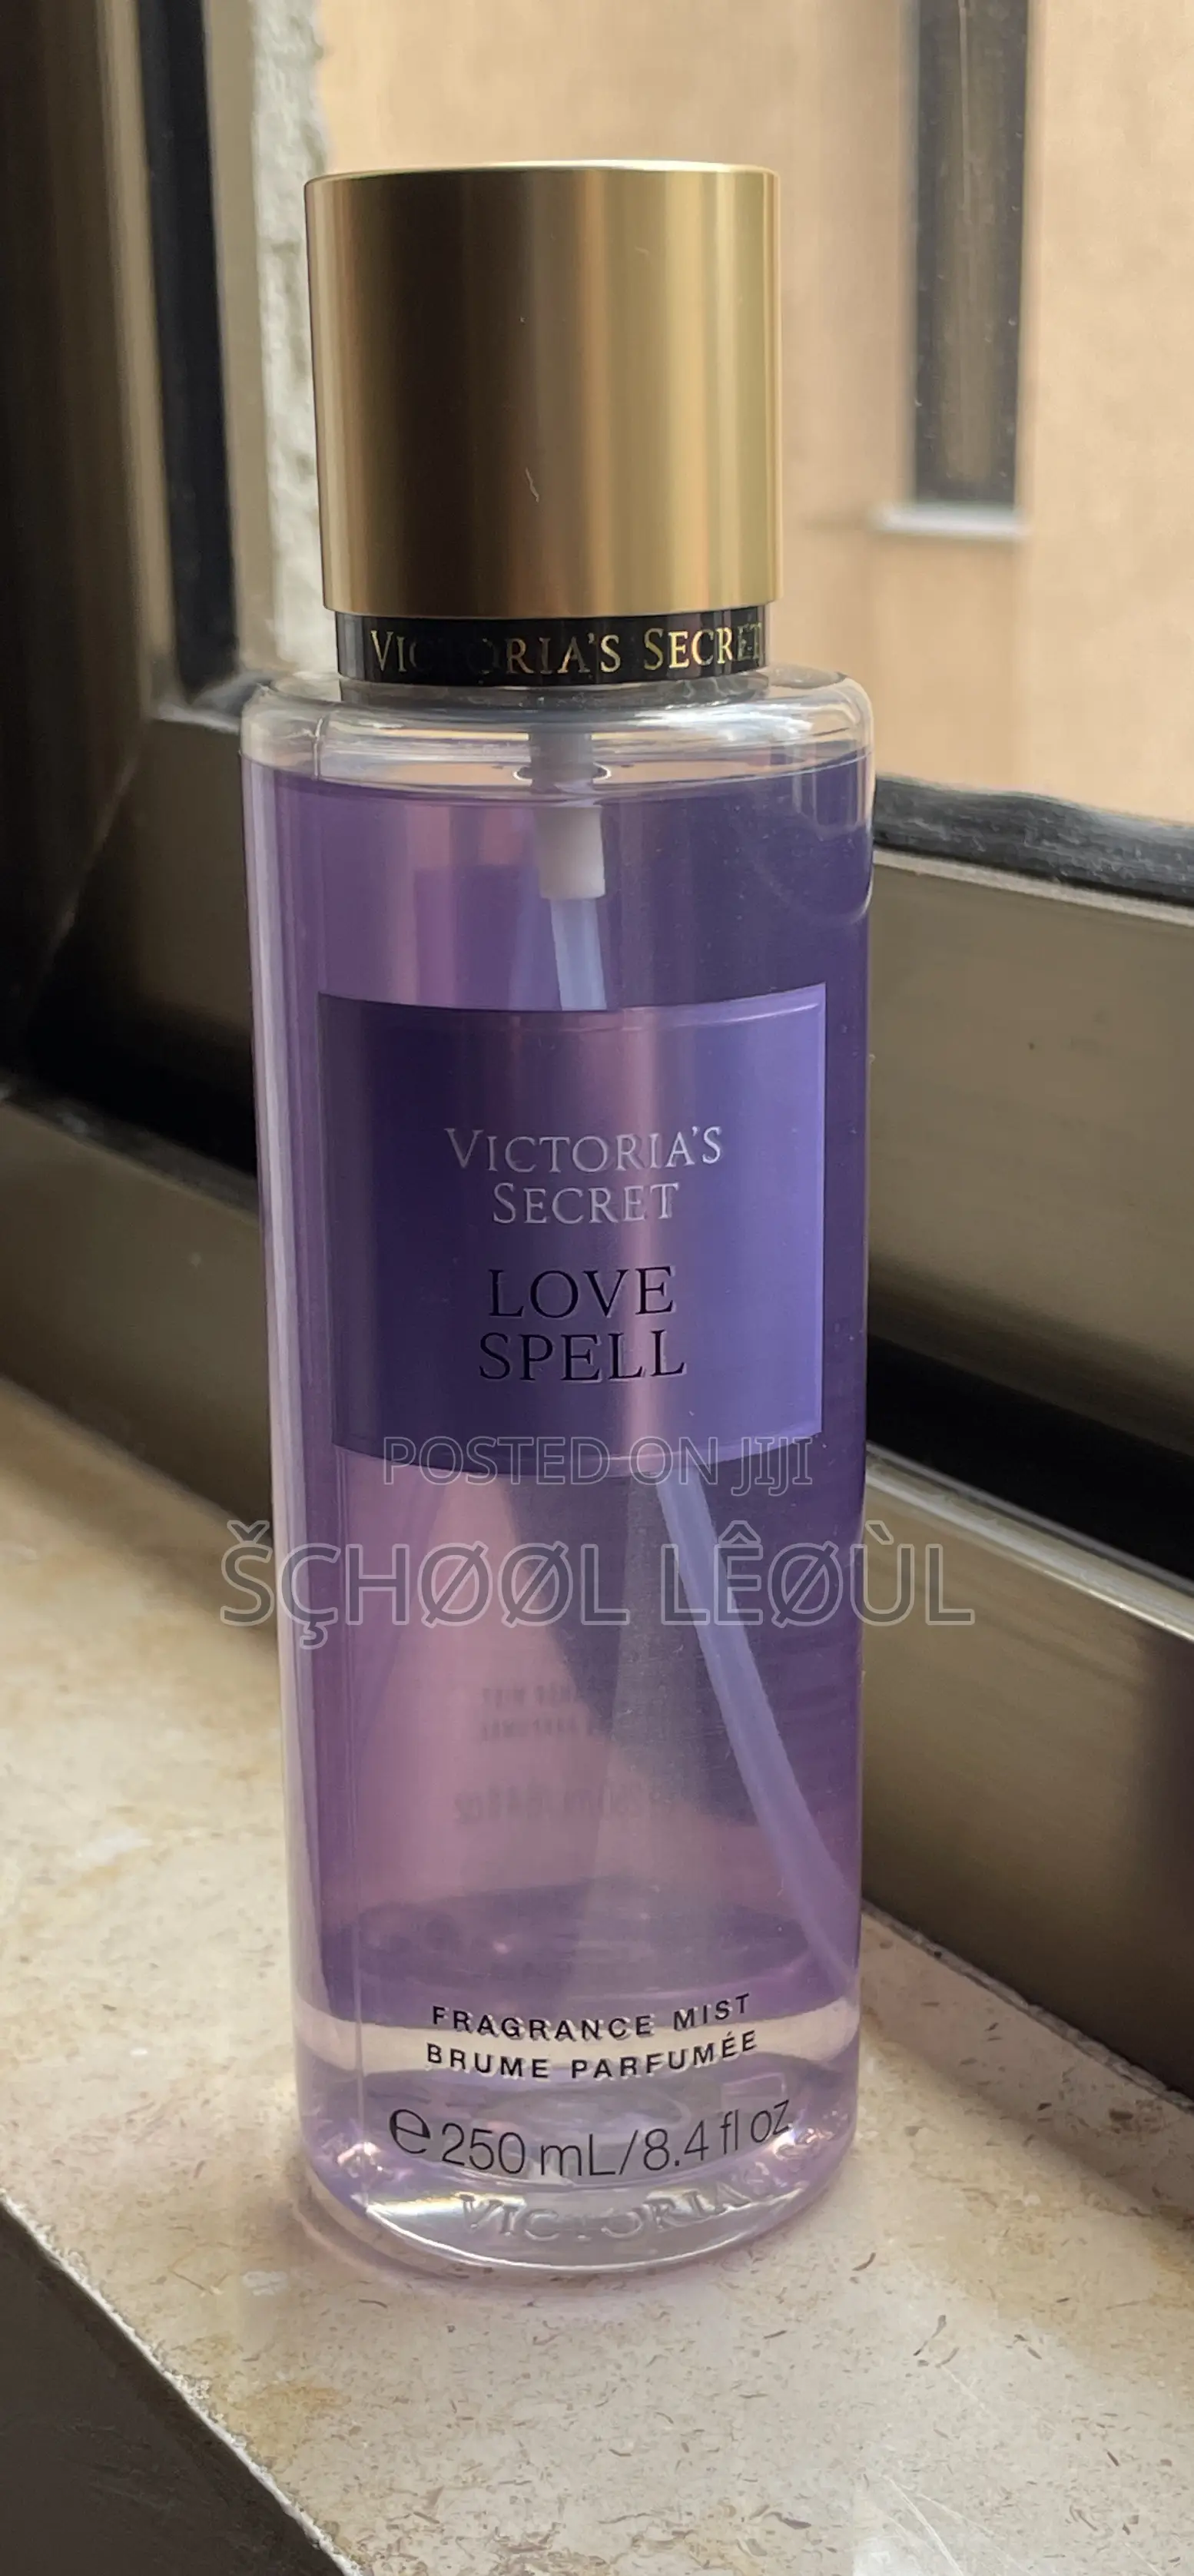 VICTORIA'S SECRET
VICTORIA'S
SECRET
LOVE
SPELL
POSTED ON JIJI
ŠÇHØØL LÊØÙL
FRAGRANCE MIST
BRUME PARFUMÉE
℮ 250 mL/8.4 fl oz
VICTORIA'S